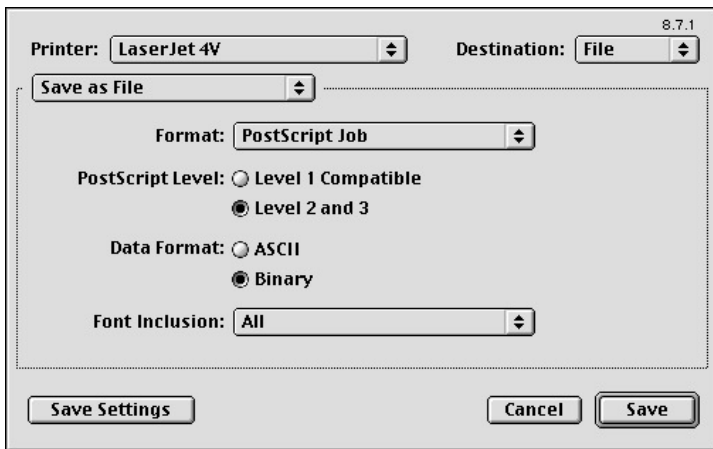 8.7.1
Printer: LaserJet 4V Destination: File
Save as File
Format: PostScript Job
PostScript Level: Level 1 Compatible
Level 2 and 3
Data Format: ASCII
Binary
Font Inclusion: All
Save Settings Cancel Save